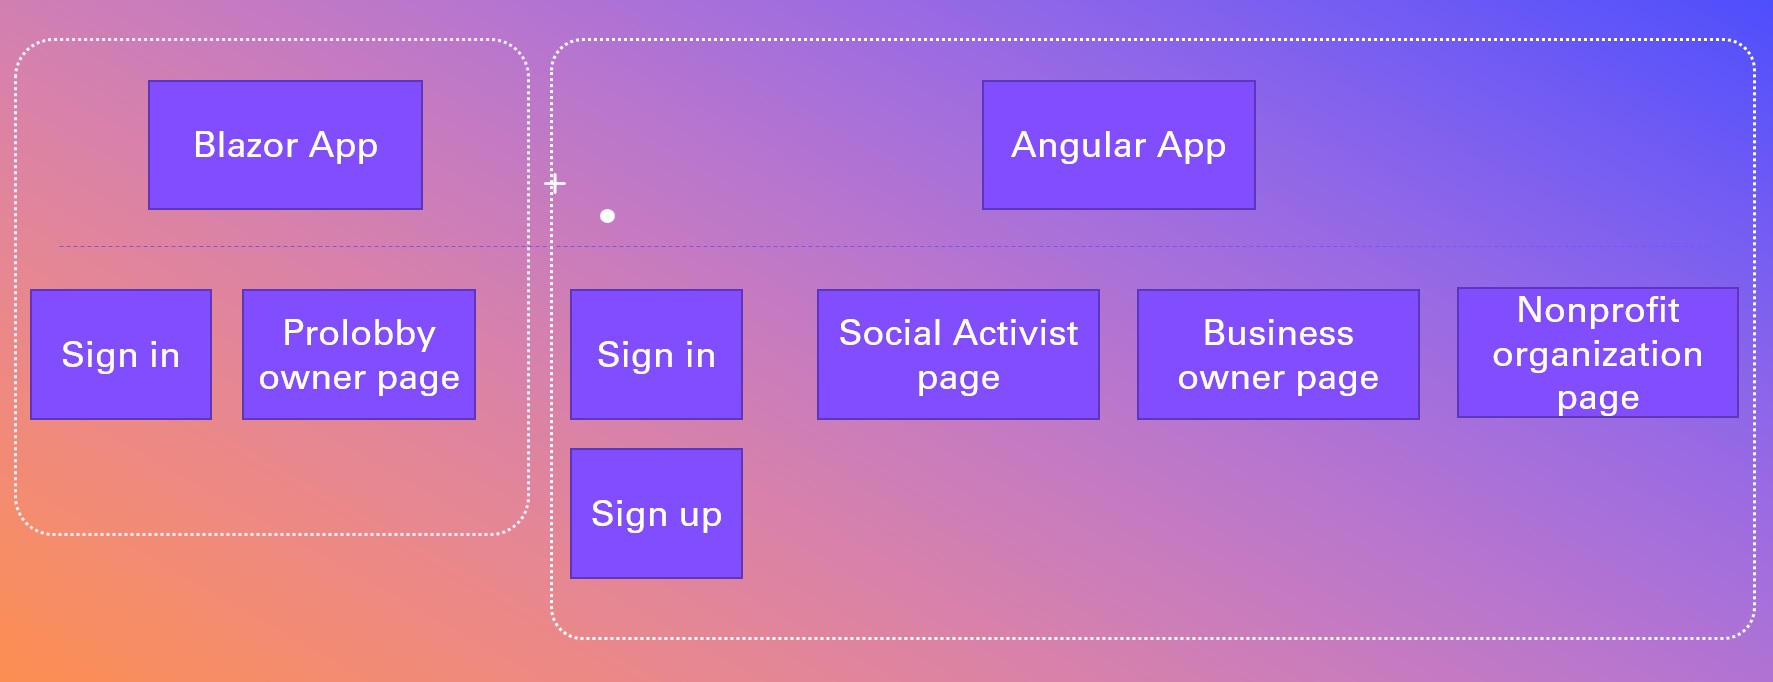 Blazor App
Angular App
Sign in
Prolobby
owner page
Sign in
Social Activist
page
Business
owner page
Nonprofit
organization
page
Sign up